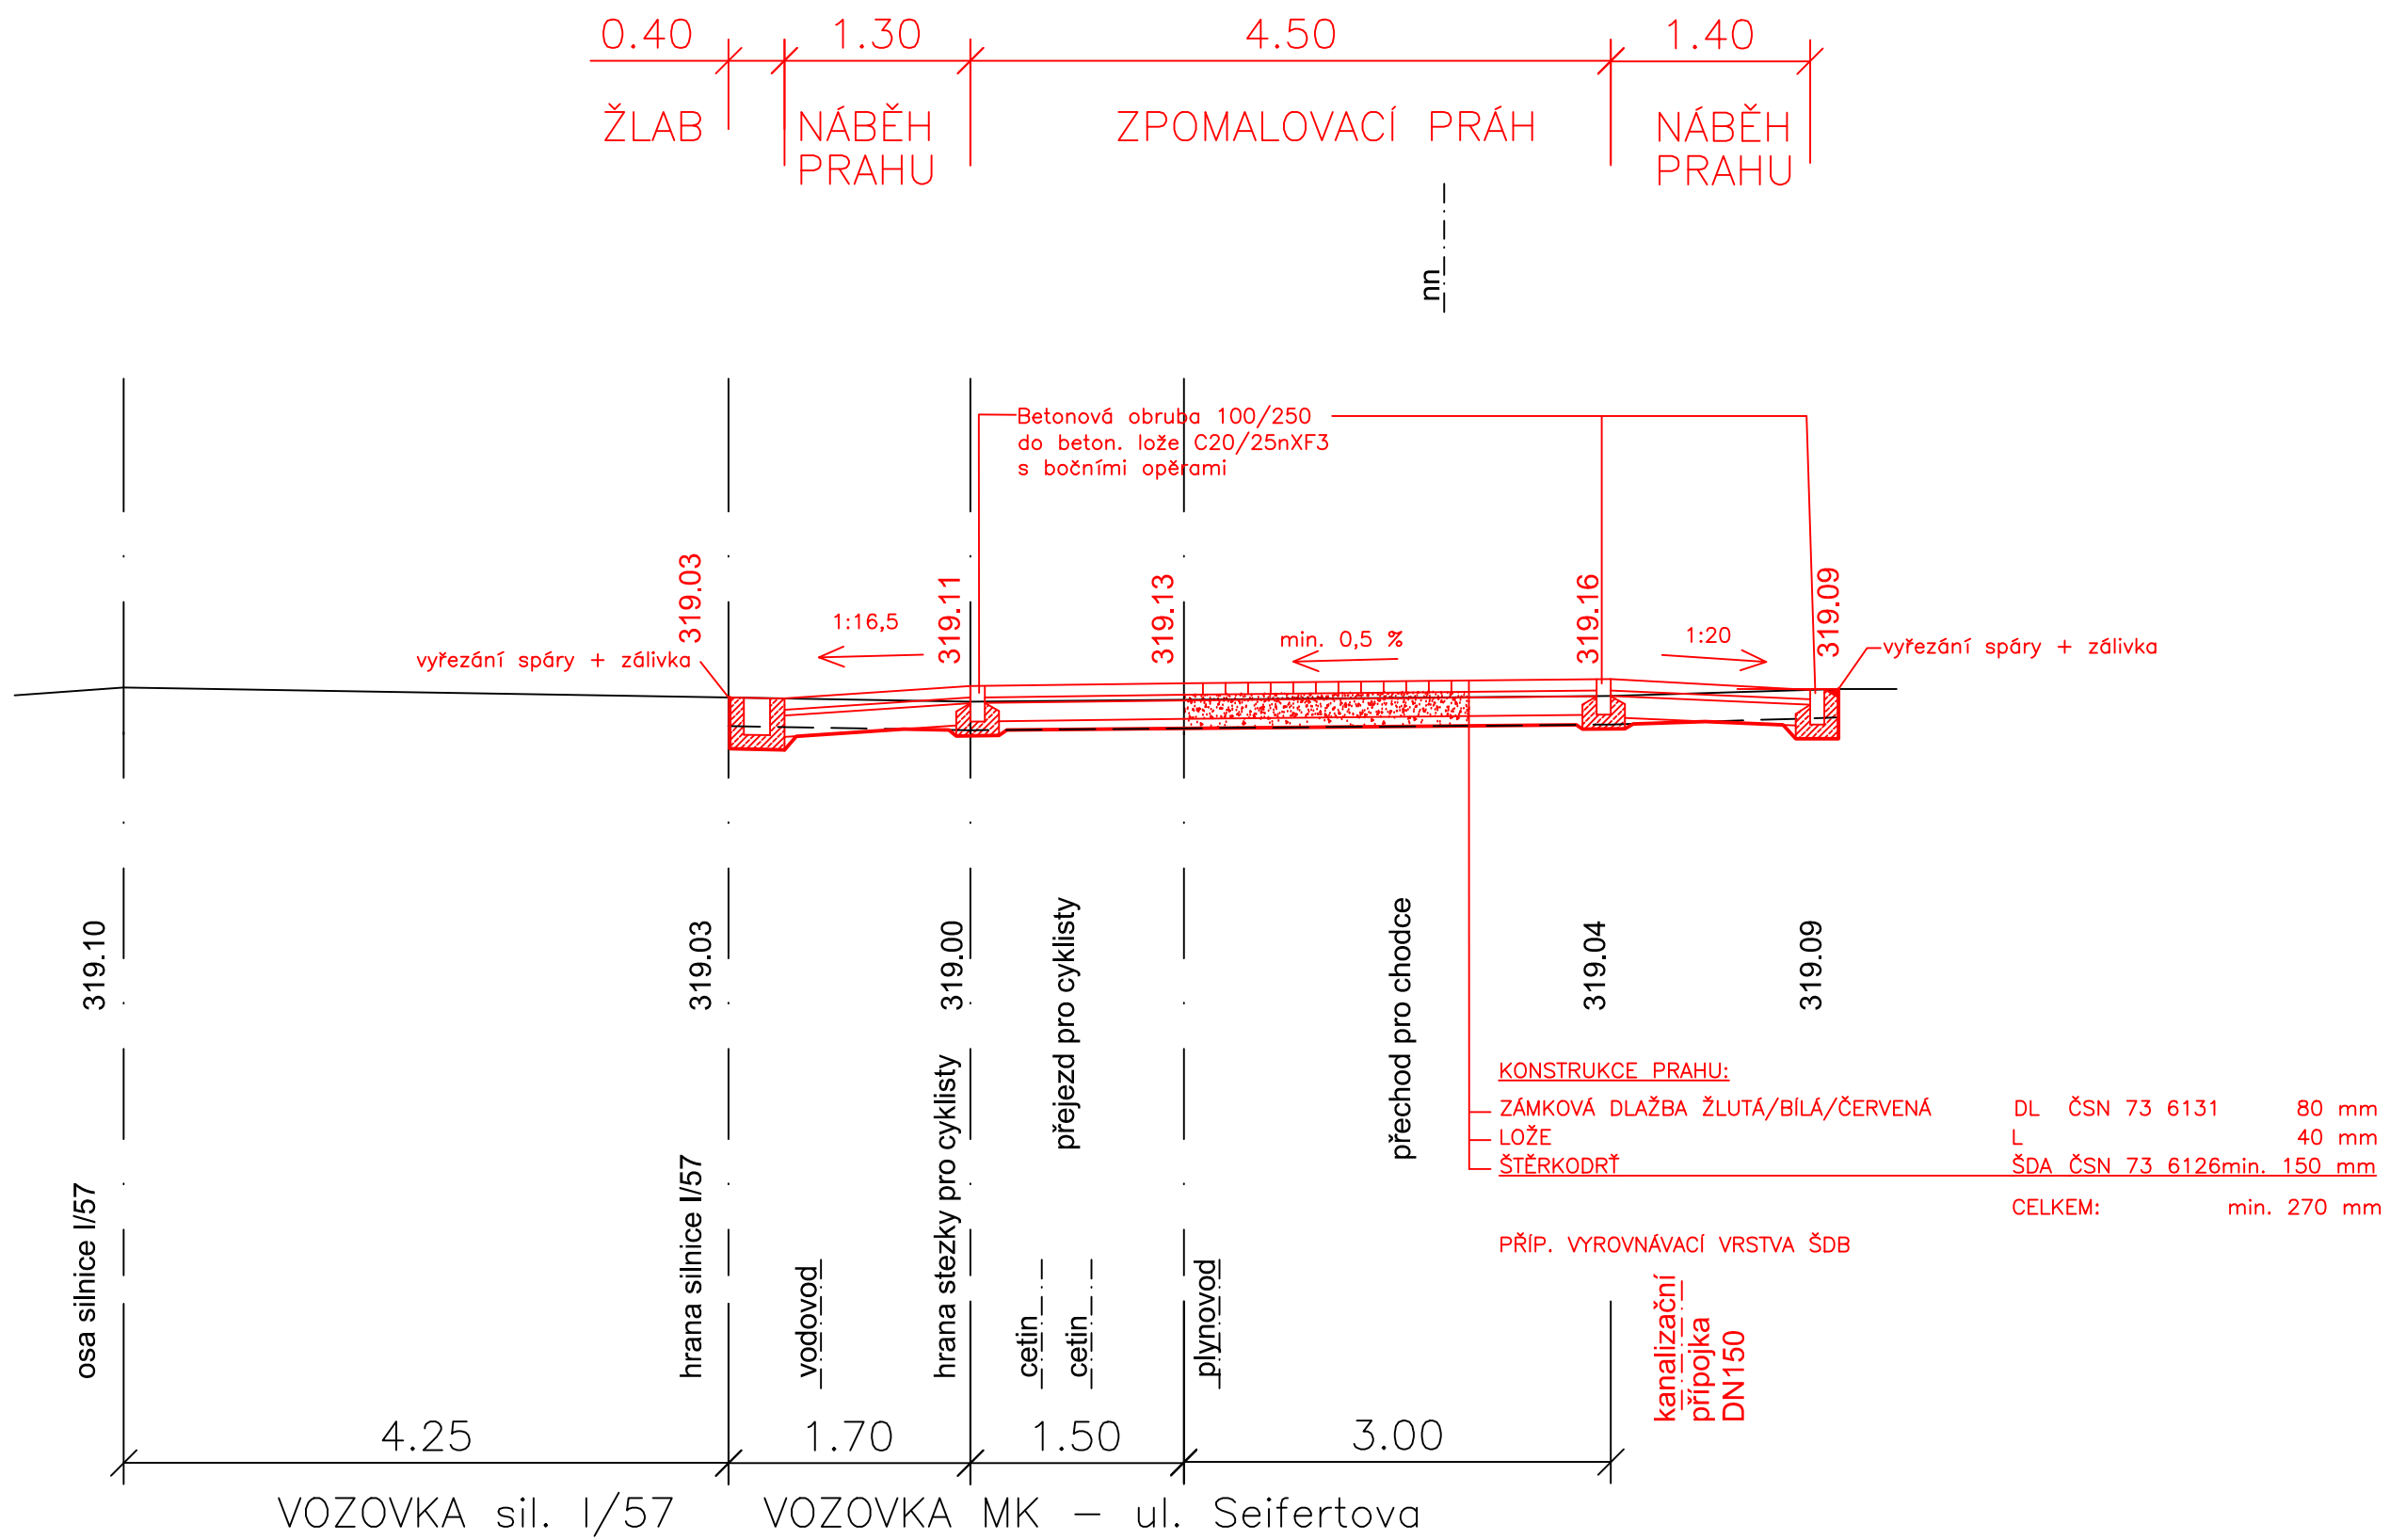 0.40
1.30
4.50
1.40
ŽLAB
NÁBĚH
PRAHU
ZPOMALOVACÍ PRÁH
NÁBĚH
PRAHU
nn
Betonová obruba 100/250
do beton. lože C20/25nXF3
s bočními opěrami
319.03
319.11
319.13
319.16
319.09
1:16,5
min. 0,5 %
1:20
vyřezání spáry + zálivka
vyřezání spáry + zálivka
319.10
319.03
319.00
319.04
319.09
osa silnice I/57
hrana silnice I/57
vodovod
hrana stezky pro cyklisty
cetin
přejezd pro cyklisty
cetin
plynovod
přechod pro chodce
KONSTRUKCE PRAHU:
ZÁMKOVÁ DLAŽBA ŽLUTÁ/BÍLÁ/ČERVENÁ DL ČSN 73 6131 80 mm
LOŽE L 40 mm
ŠTĚRKODRŤ ŠDA ČSN 73 6126min. 150 mm
CELKEM: min. 270 mm
PŘÍP. VYROVNÁVACÍ VRSTVA ŠDB
kanalizační
přípojka
DN150
4.25
1.70
1.50
3.00
VOZOVKA sil. I/57
VOZOVKA MK – ul. Seifertova